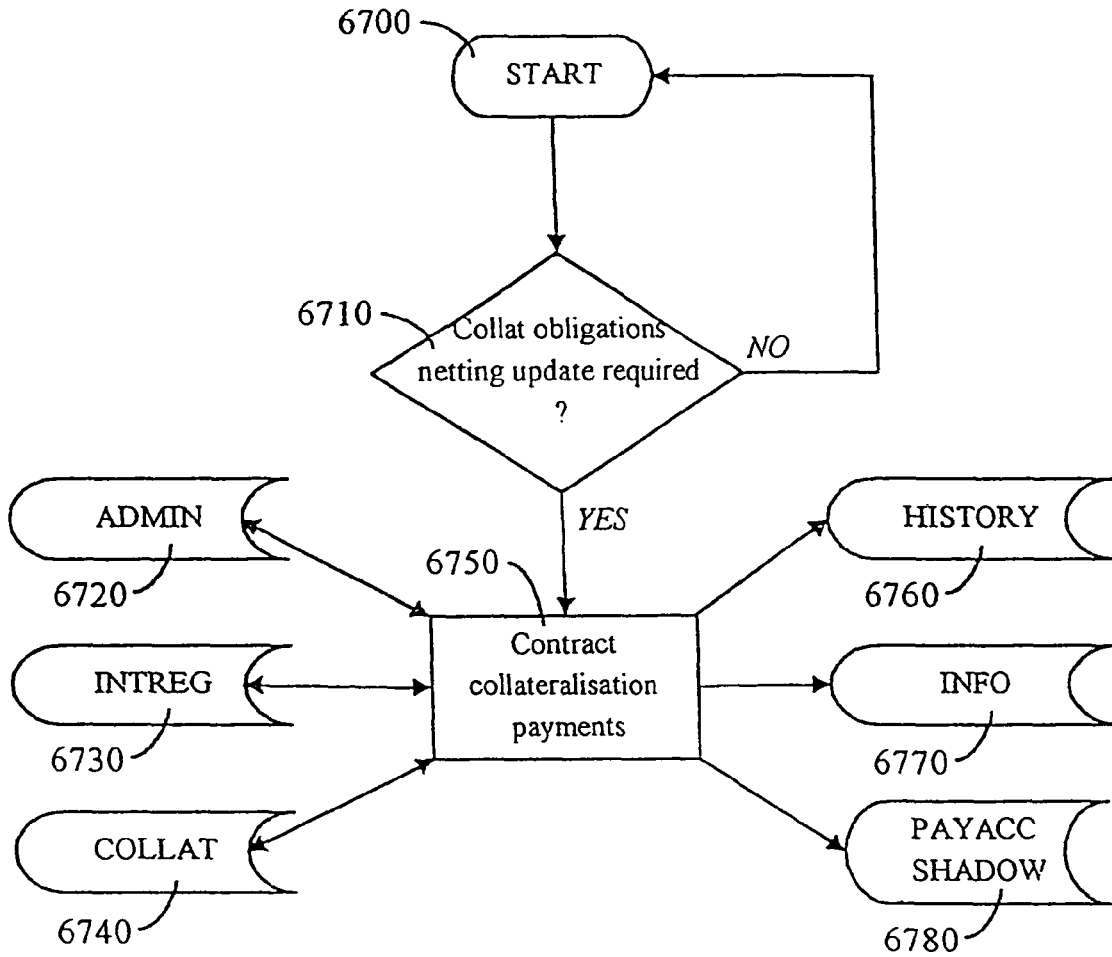 6700
START
6710
Collat obligations
netting update required
?
NO
YES
ADMIN
6720
INTREG
6730
COLLAT
6740
6750
Contract
collateralisation
payments
HISTORY
6760
INFO
6770
PAYACC
SHADOW
6780